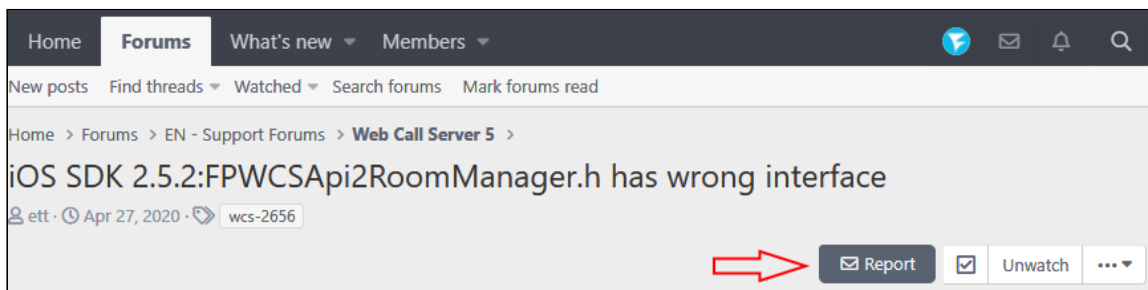 Home Forums What's new Members
New posts Find threads Watched Search forums Mark forums read
Home > Forums > EN - Support Forums > Web Call Server 5 >
iOS SDK 2.5.2:FPWCSApi2RoomManager.h has wrong interface
ett · Apr 27, 2020 · wcs-2656
Report Unwatch •••